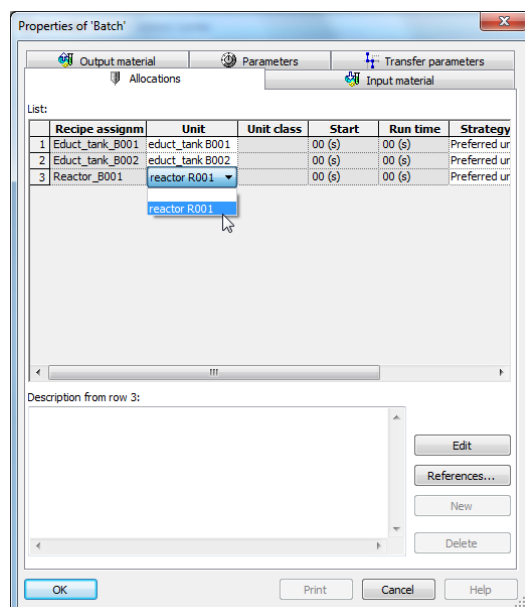 Properties of 'Batch'
Output material Parameters Transfer parameters
Allocations Input material
List:
Recipe assignm Unit Unit class Start Run time Strategy
1 Educt_tank_B001 educt_tank B001 00 (s) 00 (s) Preferred ur
2 Educt_tank_B002 educt_tank B002 00 (s) 00 (s) Preferred ur
3 Reactor_B001 reactor R001 00 (s) 00 (s) Preferred ur
reactor R001
Description from row 3:
Edit
References...
New
Delete
OK Print Cancel Help